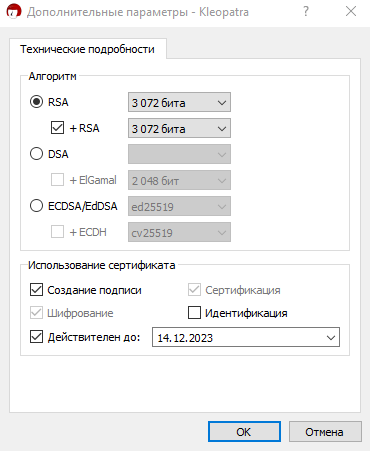 Дополнительные параметры - Kleopatra ? ×
Технические подробности
Алгоритм
RSA 3 072 бита
+ RSA 3 072 бита
DSA
+ ElGamal 2 048 бит
ECDSA/EdDSA ed25519
+ ECDH cv25519
Использование сертификата
Создание подписи Сертификация
Шифрование Идентификация
Действителен до: 14.12.2023
OK Отмена